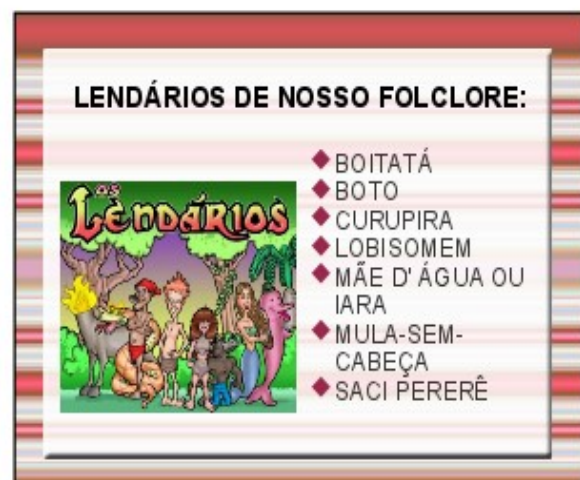 LENDÁRIOS DE NOSSO FOLCLORE:
OS
LENDÁRIOS
BOITATÁ
BOTO
CURUPIRA
LOBISOMEM
MÃE D' ÁGUA OU
IARA
MULA-SEM-
CABEÇA
SACI PERERÊ